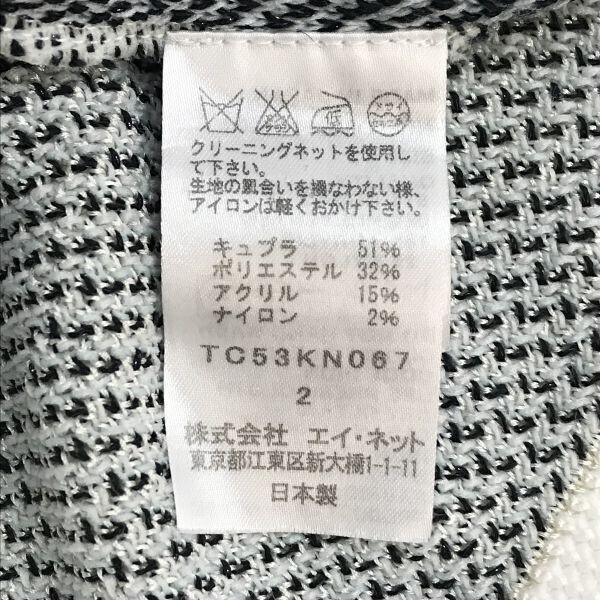 クリーニングネットを使用し
て下さい。
生地の風合いを損なわない様、
アイロンは軽くおかけ下さい。
キュプラ 51%
ポリエステル 32%
アクリル 15%
ナイロン 2%
TC53KN067
2
株式会社 エイ・ネット
東京都江東区新大橋1-1-11
日本製